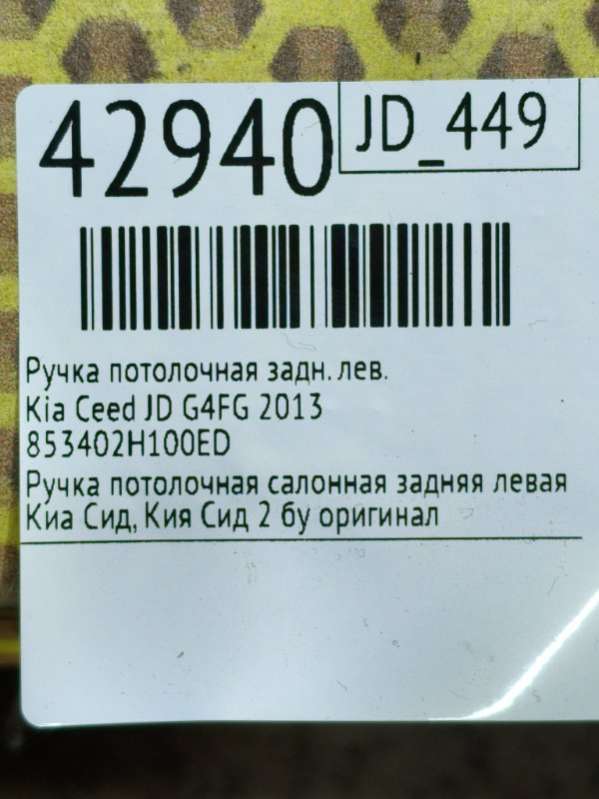 42940
JD_449
Ручка потолочная задн. лев.
Kia Ceed JD G4FG 2013
853402H100ED
Ручка потолочная салонная задняя левая
Киа Сид, Кия Сид 2 бу оригинал